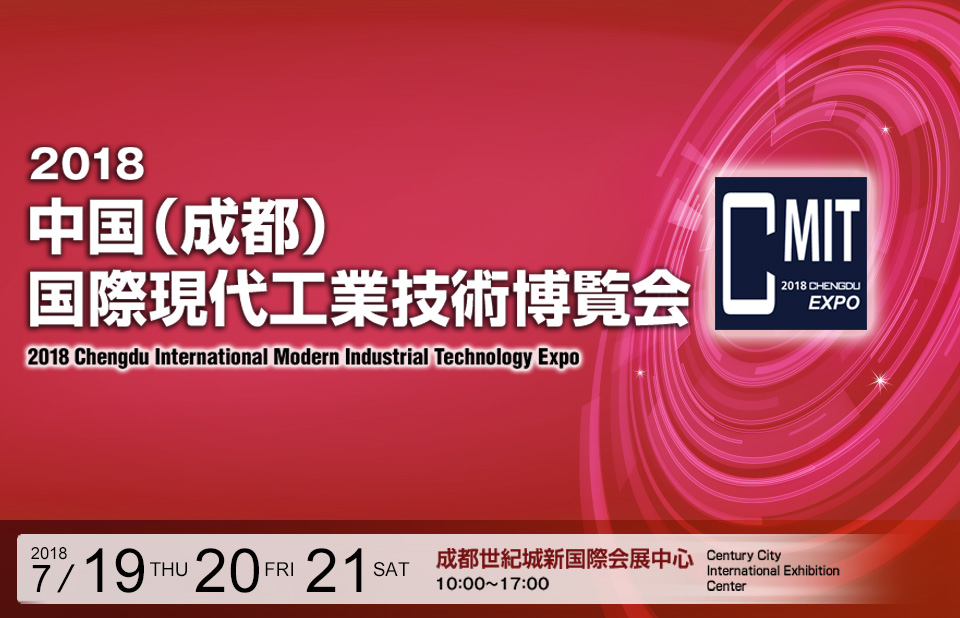 2018
中国（成都）
国際現代工業技術博覧会
2018 Chengdu International Modern Industrial Technology Expo
C MIT
2018 CHENGDU
EXPO
2018
7/19 THU 20 FRI 21 SAT
成都世紀城新国際会展中心
10:00～17:00
Century City
International Exhibition
Center